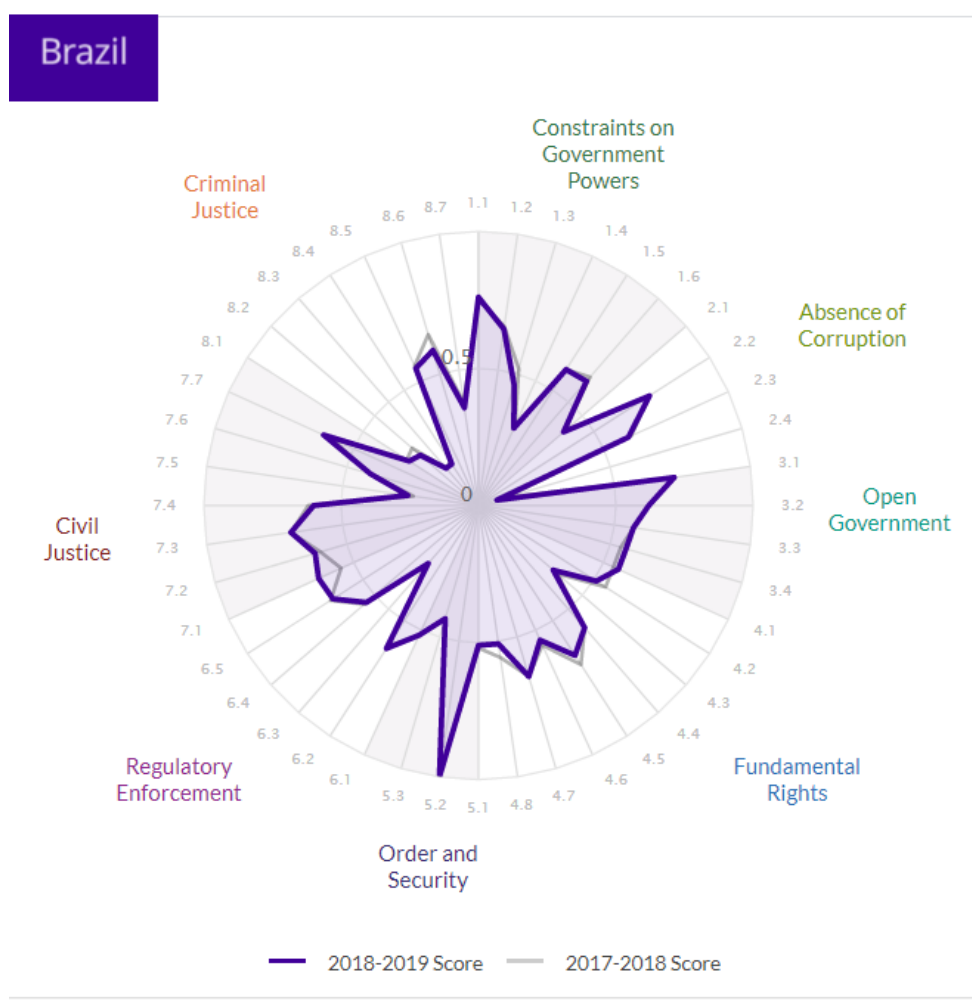 Brazil
Constraints on
Government
Powers
Criminal
Justice
1.1
1.2
1.3
1.4
1.5
1.6
Absence of
Corruption
2.1
2.2
2.3
2.4
Open
Government
3.1
3.2
3.3
3.4
4.1
4.2
4.3
4.4
4.5
4.6
4.7
4.8
Fundamental
Rights
5.1
5.2
5.3
Order and
Security
6.1
6.2
6.3
6.4
6.5
Regulatory
Enforcement
7.1
7.2
7.3
7.4
7.5
7.6
7.7
Civil
Justice
8.1
8.2
8.3
8.4
8.5
8.6
8.7
0.5
0
2018-2019 Score
2017-2018 Score